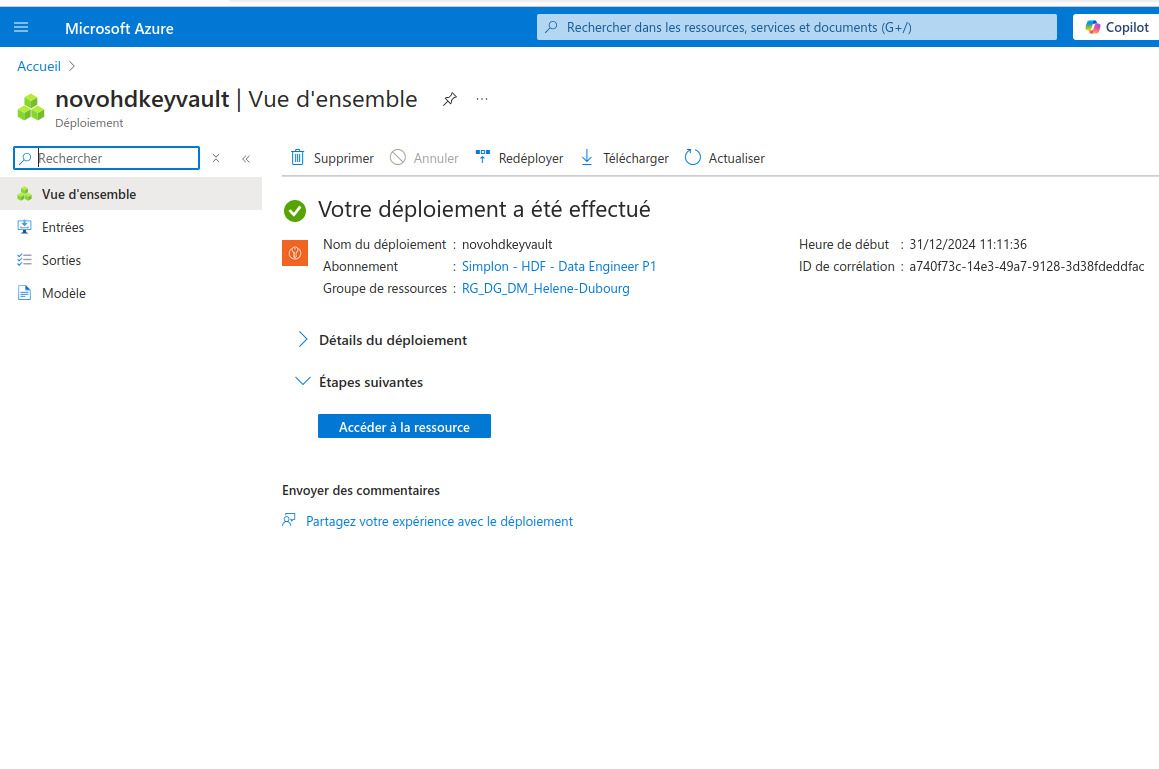 Microsoft Azure
Rechercher dans les ressources, services et documents (G+/)
Copilot
Accueil
novohdkeyvault | Vue d'ensemble
Déploiement
Rechercher
Supprimer
Annuler
Redéployer
Télécharger
Actualiser
Vue d'ensemble
Entrées
Sorties
Modèle
Votre déploiement a été effectué
Nom du déploiement : novohdkeyvault
Abonnement : Simplon - HDF - Data Engineer P1
Groupe de ressources : RG_DG_DM_Helene-Dubourg
Heure de début : 31/12/2024 11:11:36
ID de corrélation : a740f73c-14e3-49a7-9128-3d38fdeddfac
Détails du déploiement
Étapes suivantes
Accéder à la ressource
Envoyer des commentaires
Partagez votre expérience avec le déploiement